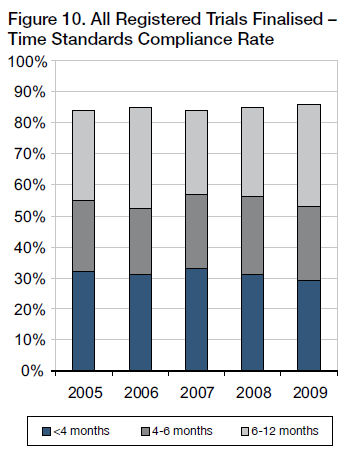 Figure 10. All Registered Trials Finalised –
Time Standards Compliance Rate
100%
90%
80%
70%
60%
50%
40%
30%
20%
10%
0%
2005 2006 2007 2008 2009
<4 months 4-6 months 6-12 months